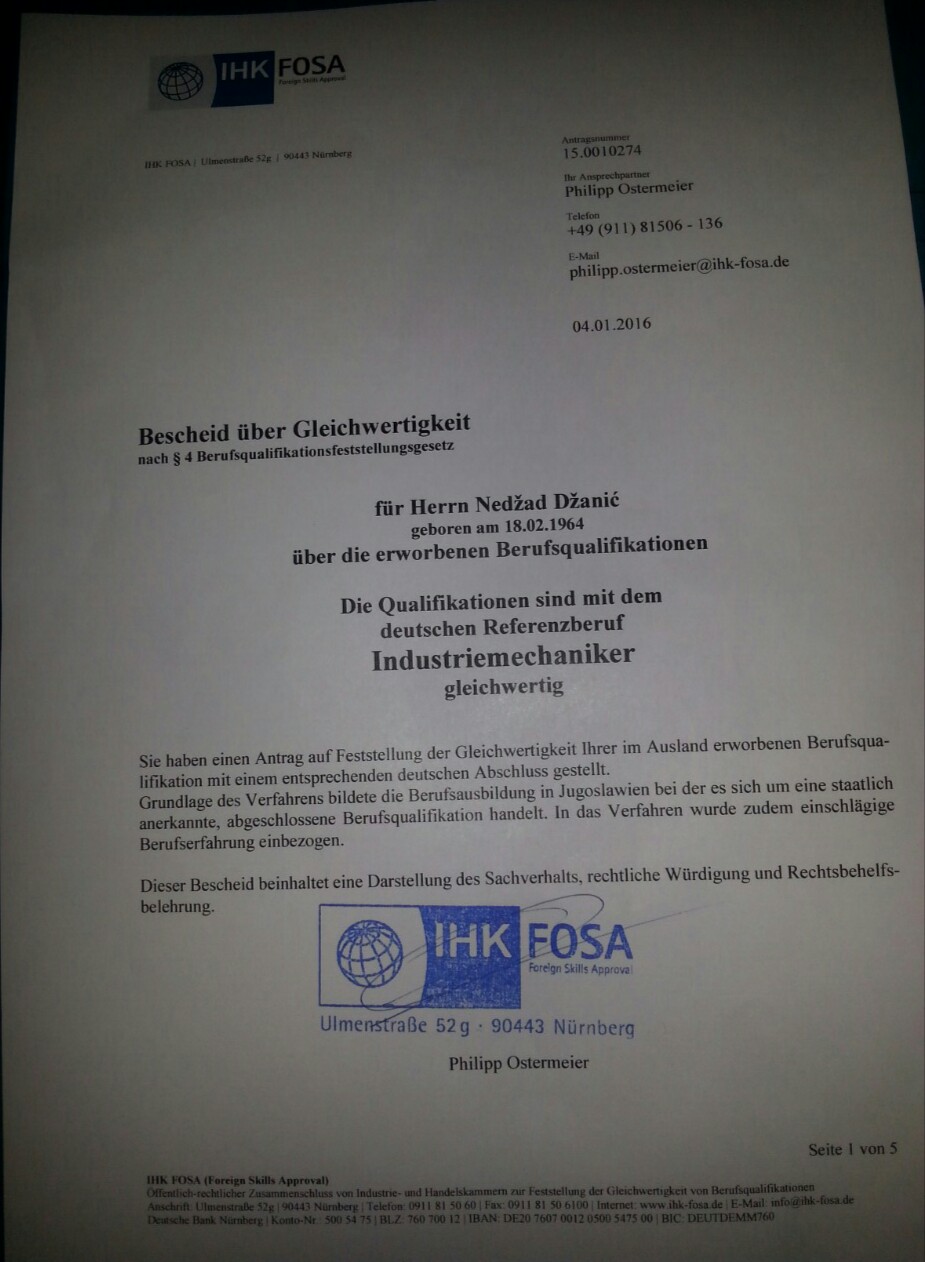 IHK FOSA
Foreign Skills Approval
IHK FOSA | Ulmenstraße 52g | 90443 Nürnberg
Antragsnummer
15.0010274
Ihr Ansprechpartner
Philipp Ostermeier
Telefon
+49 (911) 81506 - 136
E-Mail
philipp.ostermeier@ihk-fosa.de
04.01.2016
Bescheid über Gleichwertigkeit
nach § 4 Berufsqualifikationsfeststellungsgesetz
für Herrn Nedžad Džanić
geboren am 18.02.1964
über die erworbenen Berufsqualifikationen
Die Qualifikationen sind mit dem
deutschen Referenzberuf
Industriemechaniker
gleichwertig
Sie haben einen Antrag auf Feststellung der Gleichwertigkeit Ihrer im Ausland erworbenen Berufsqua-
lifikation mit einem entsprechenden deutschen Abschluss gestellt.
Grundlage des Verfahrens bildete die Berufsausbildung in Jugoslawien bei der es sich um eine staatlich
anerkannte, abgeschlossene Berufsqualifikation handelt. In das Verfahren wurde zudem einschlägige
Berufserfahrung einbezogen.
Dieser Bescheid beinhaltet eine Darstellung des Sachverhalts, rechtliche Würdigung und Rechtsbehelfs-
belehrung.
IHK FOSA
Foreign Skills Approval
Ulmenstraße 52g · 90443 Nürnberg
Philipp Ostermeier
Seite 1 von 5
IHK FOSA (Foreign Skills Approval)
Öffentlich-rechtlicher Zusammenschluss von Industrie- und Handelskammern zur Feststellung der Gleichwertigkeit von Berufsqualifikationen
Anschrift: Ulmenstraße 52g | 90443 Nürnberg | Telefon: 0911 81 50 60 | Fax: 0911 81 50 6100 | Internet: www.ihk-fosa.de | E-Mail: info@ihk-fosa.de
Deutsche Bank Nürnberg | Konto-Nr.: 500 54 75 | BLZ: 760 700 12 | IBAN: DE20 7607 0012 0500 5475 00 | BIC: DEUTDEMM760